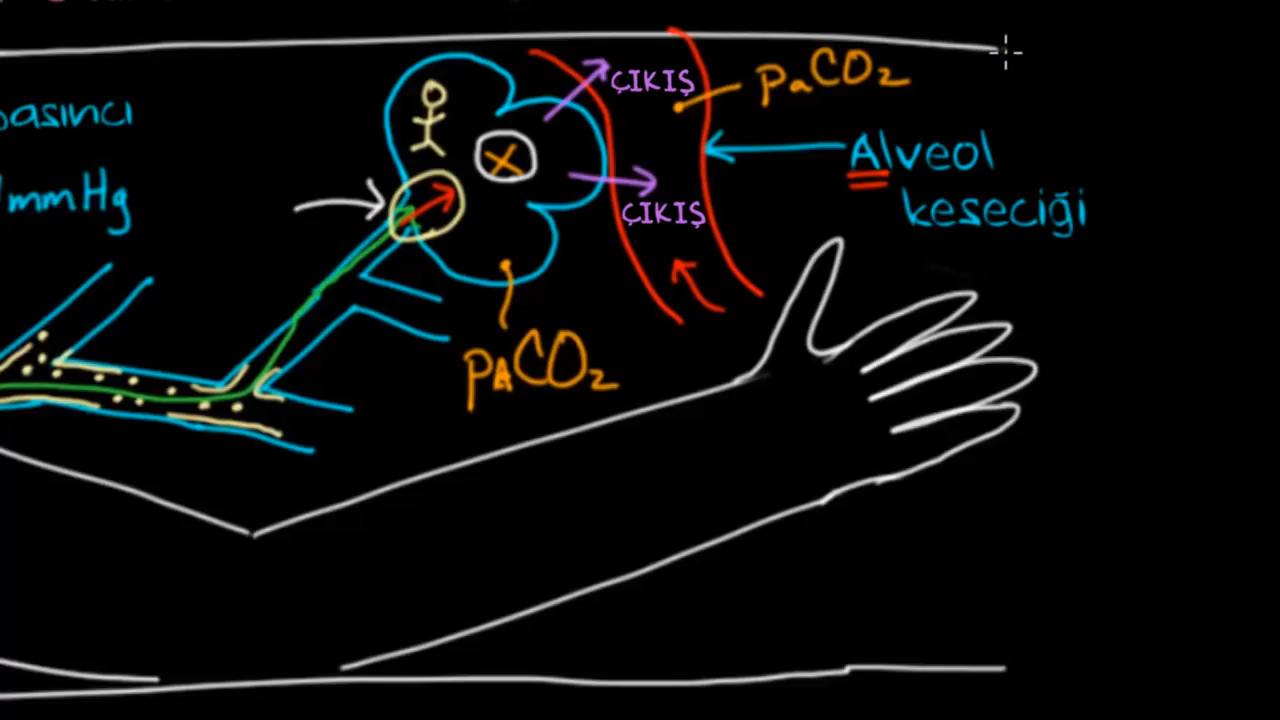 basıncı
mmHg
ÇIKIŞ
PaCO2
ÇIKIŞ
Alveol
keseciği
X
PACO2